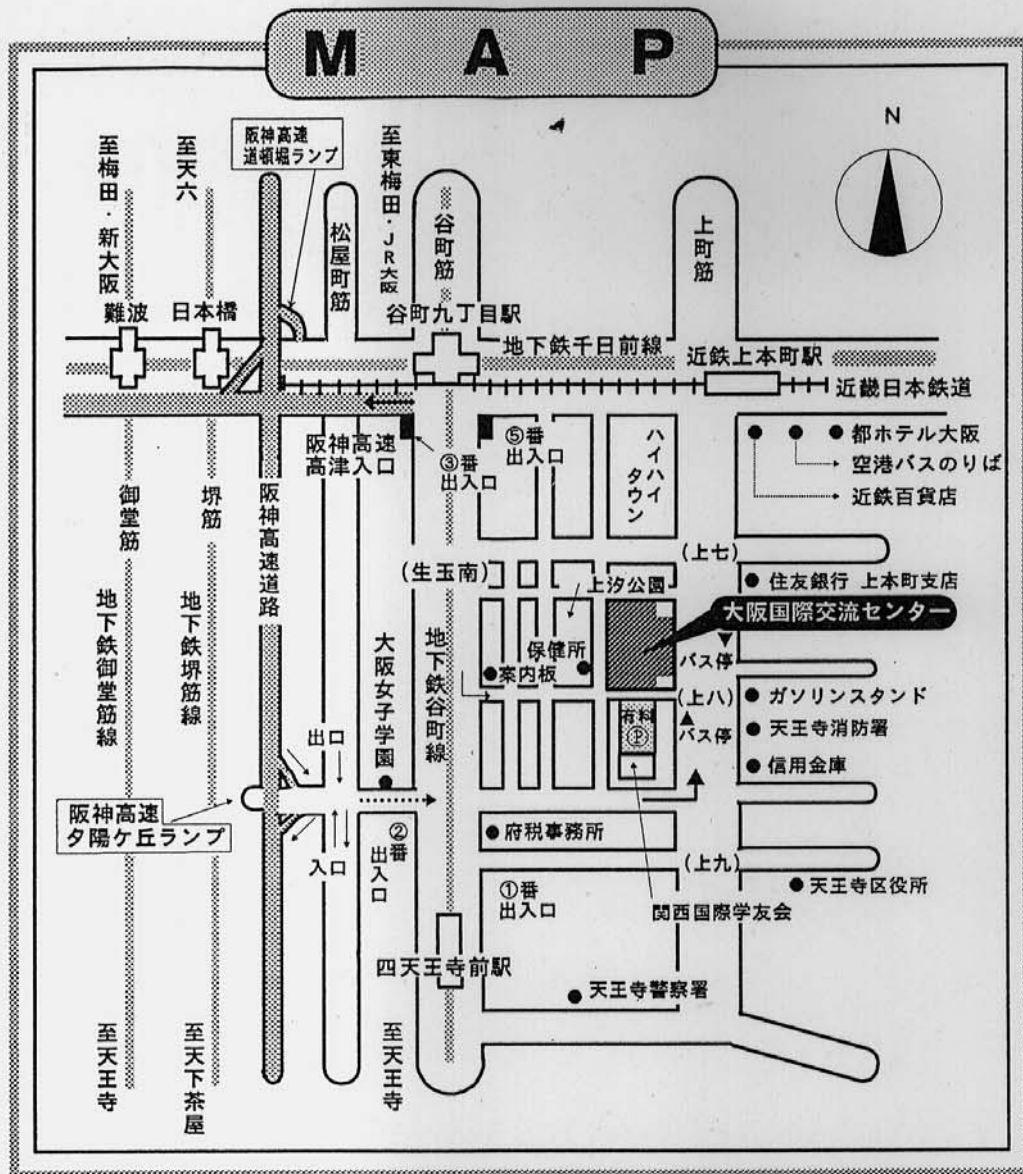 MAP
N
至梅田・新大阪
至天六
阪神高速
道頓堀ランプ
松屋町筋
至東梅田・JR大阪
谷町筋
上町筋
難波
日本橋
谷町九丁目駅
地下鉄千日前線
近鉄上本町駅
近畿日本鉄道
阪神高速
高津入口
③番
出入口
⑤番
出入口
ハイハイ
タウン
都ホテル大阪
空港バスのりば
近鉄百貨店
御堂筋
堺筋
阪神高速道路
(生玉南)
上汐公園
(上七)
住友銀行 上本町支店
大阪国際交流センター
バス停
地下鉄御堂筋線
地下鉄堺筋線
大阪女子学園
地下鉄谷町線
保健所
案内板
(上八)
ガソリンスタンド
有料
P
バス停
天王寺消防署
信用金庫
出口
阪神高速
夕陽ケ丘ランプ
入口
②番
出入口
府税事務所
(上九)
①番
出入口
関西国際学友会
天王寺区役所
四天王寺前駅
天王寺警察署
至天王寺
至天下茶屋
至天王寺